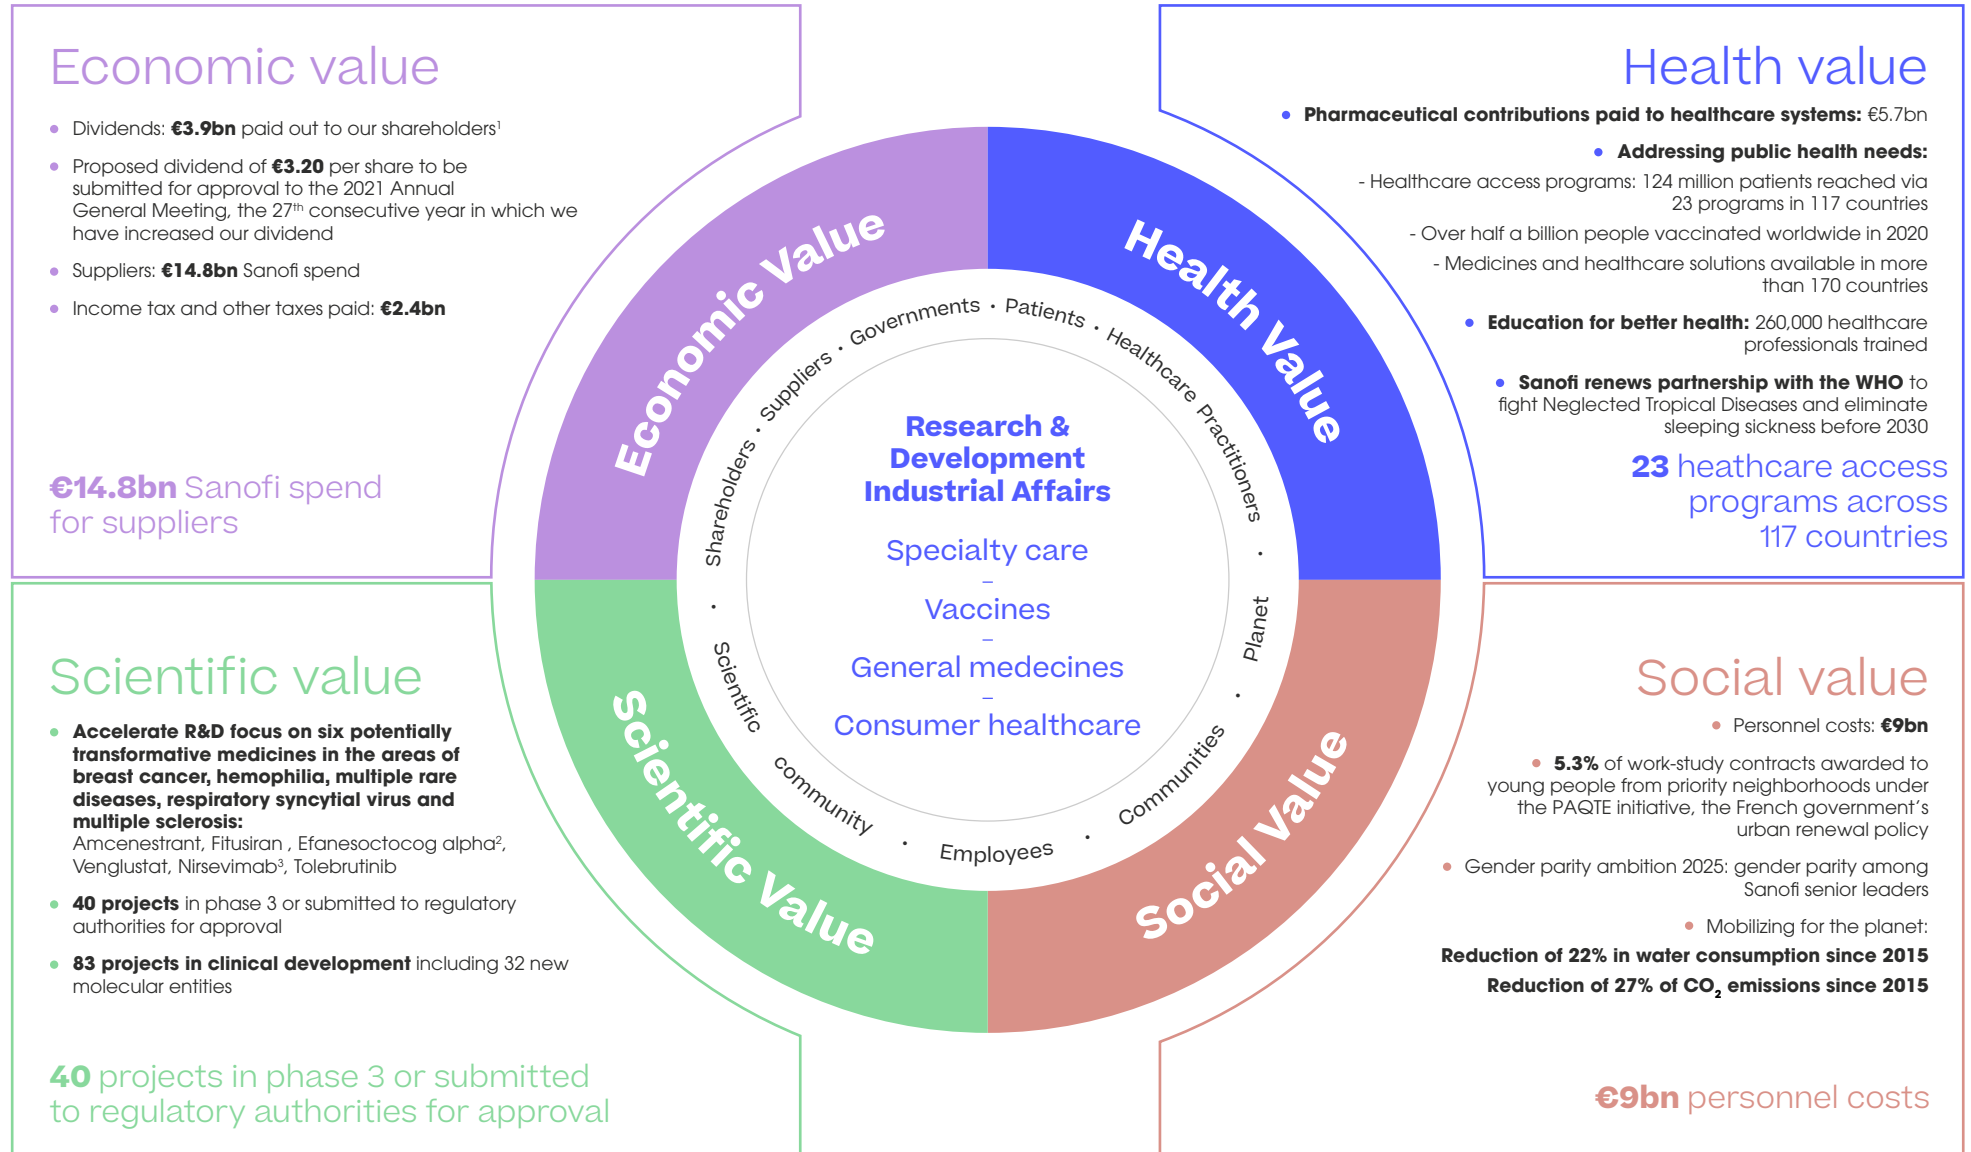 Economic value
• Dividends: €3.9bn paid out to our shareholders¹
• Proposed dividend of €3.20 per share to be
submitted for approval to the 2021 Annual
General Meeting, the 27th consecutive year in which we
have increased our dividend
• Suppliers: €14.8bn Sanofi spend
• Income tax and other taxes paid: €2.4bn
€14.8bn Sanofi spend
for suppliers
Health value
• Pharmaceutical contributions paid to healthcare systems: €5.7bn
• Addressing public health needs:
- Healthcare access programs: 124 million patients reached via
23 programs in 117 countries
- Over half a billion people vaccinated worldwide in 2020
- Medicines and healthcare solutions available in more
than 170 countries
• Education for better health: 260,000 healthcare
professionals trained
• Sanofi renews partnership with the WHO to
fight Neglected Tropical Diseases and eliminate
sleeping sickness before 2030
23 heathcare access
programs across
117 countries
Economic Value
Health Value
Shareholders • Suppliers • Governments • Patients • Healthcare Practitioners •
Planet • Communities • Employees • Scientific community •
Research &
Development
Industrial Affairs
Specialty care
–
Vaccines
–
General medecines
–
Consumer healthcare
Scientific Value
Social Value
Scientific value
• Accelerate R&D focus on six potentially
transformative medicines in the areas of
breast cancer, hemophilia, multiple rare
diseases, respiratory syncytial virus and
multiple sclerosis:
Amcenestrant, Fitusiran , Efanesoctocog alpha²,
Venglustat, Nirsevimab³, Tolebrutinib
• 40 projects in phase 3 or submitted to regulatory
authorities for approval
• 83 projects in clinical development including 32 new
molecular entities
40 projects in phase 3 or submitted
to regulatory authorities for approval
Social value
• Personnel costs: €9bn
• 5.3% of work-study contracts awarded to
young people from priority neighborhoods under
the PAQTE initiative, the French government's
urban renewal policy
• Gender parity ambition 2025: gender parity among
Sanofi senior leaders
• Mobilizing for the planet:
Reduction of 22% in water consumption since 2015
Reduction of 27% of CO₂ emissions since 2015
€9bn personnel costs